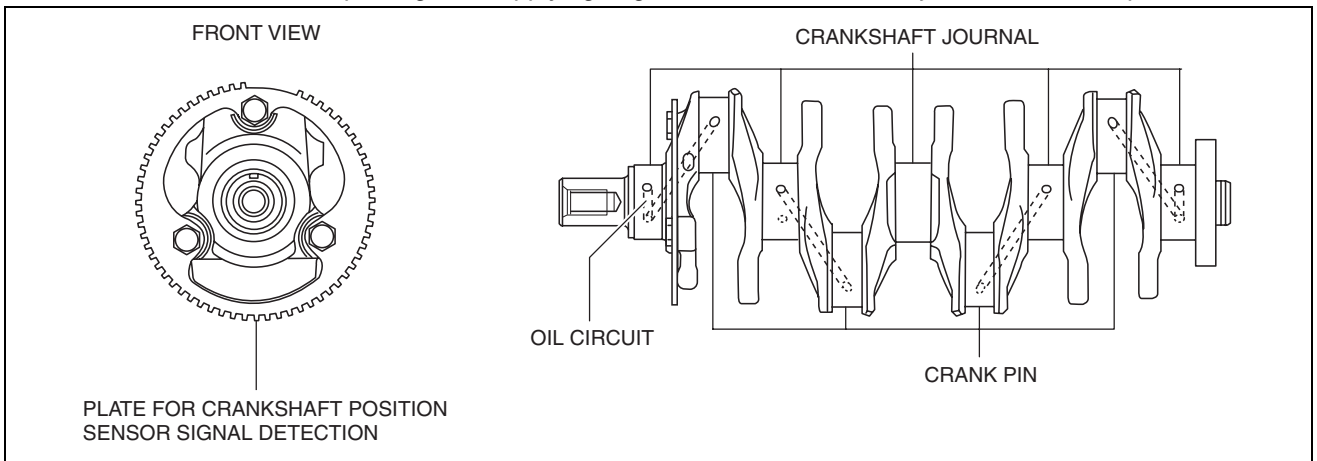 FRONT VIEW
CRANKSHAFT JOURNAL
OIL CIRCUIT
CRANK PIN
PLATE FOR CRANKSHAFT POSITION
SENSOR SIGNAL DETECTION